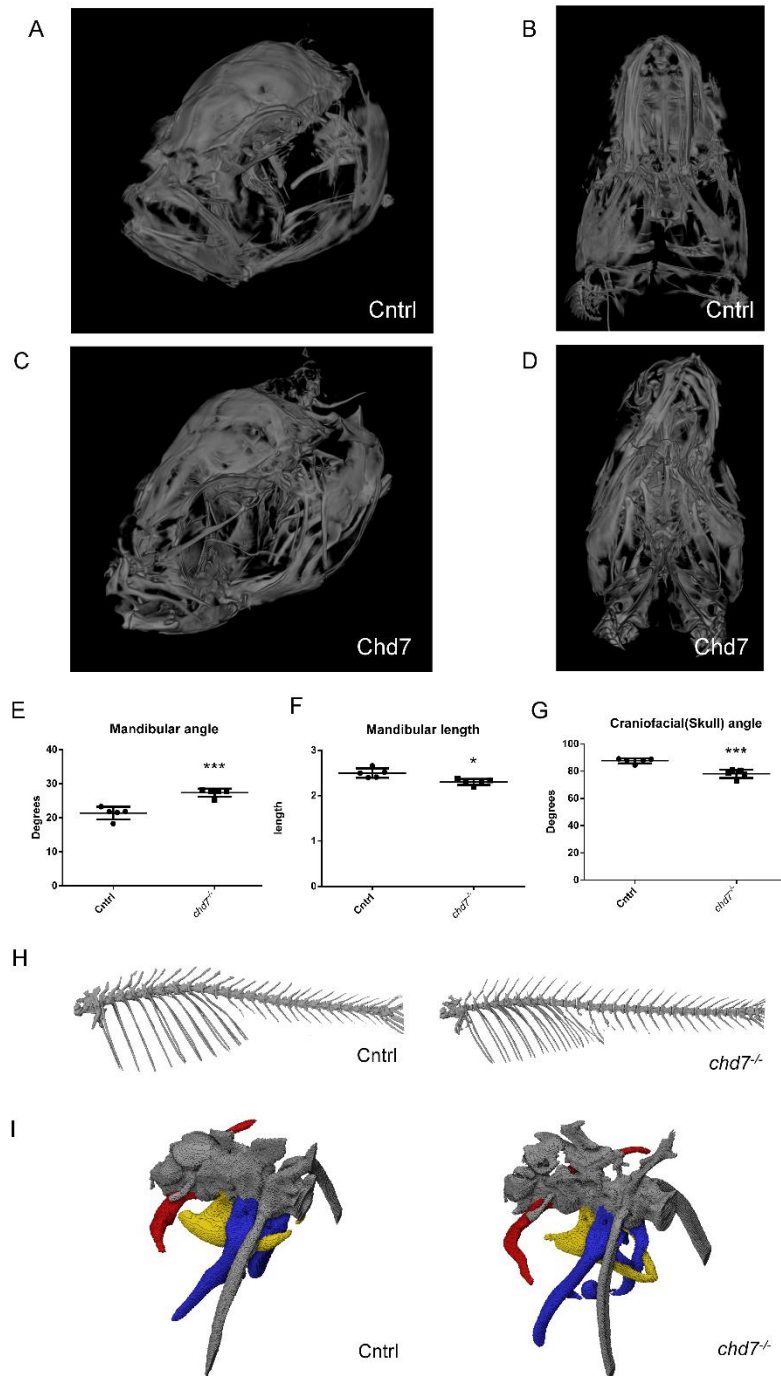 A
B
Cntrl
Cntrl
C
D
Chd7
Chd7
E
Mandibular angle
***
Degrees
40
30
20
10
0
Cntrl
chd7-/-
F
Mandibular length
*
length
3
2
1
0
Cntrl
chd7-/-
G
Craniofacial(Skull) angle
***
Degrees
100
80
60
40
20
0
Cntrl
chd7-/-
H
Cntrl
chd7-/-
I
Cntrl
chd7-/-